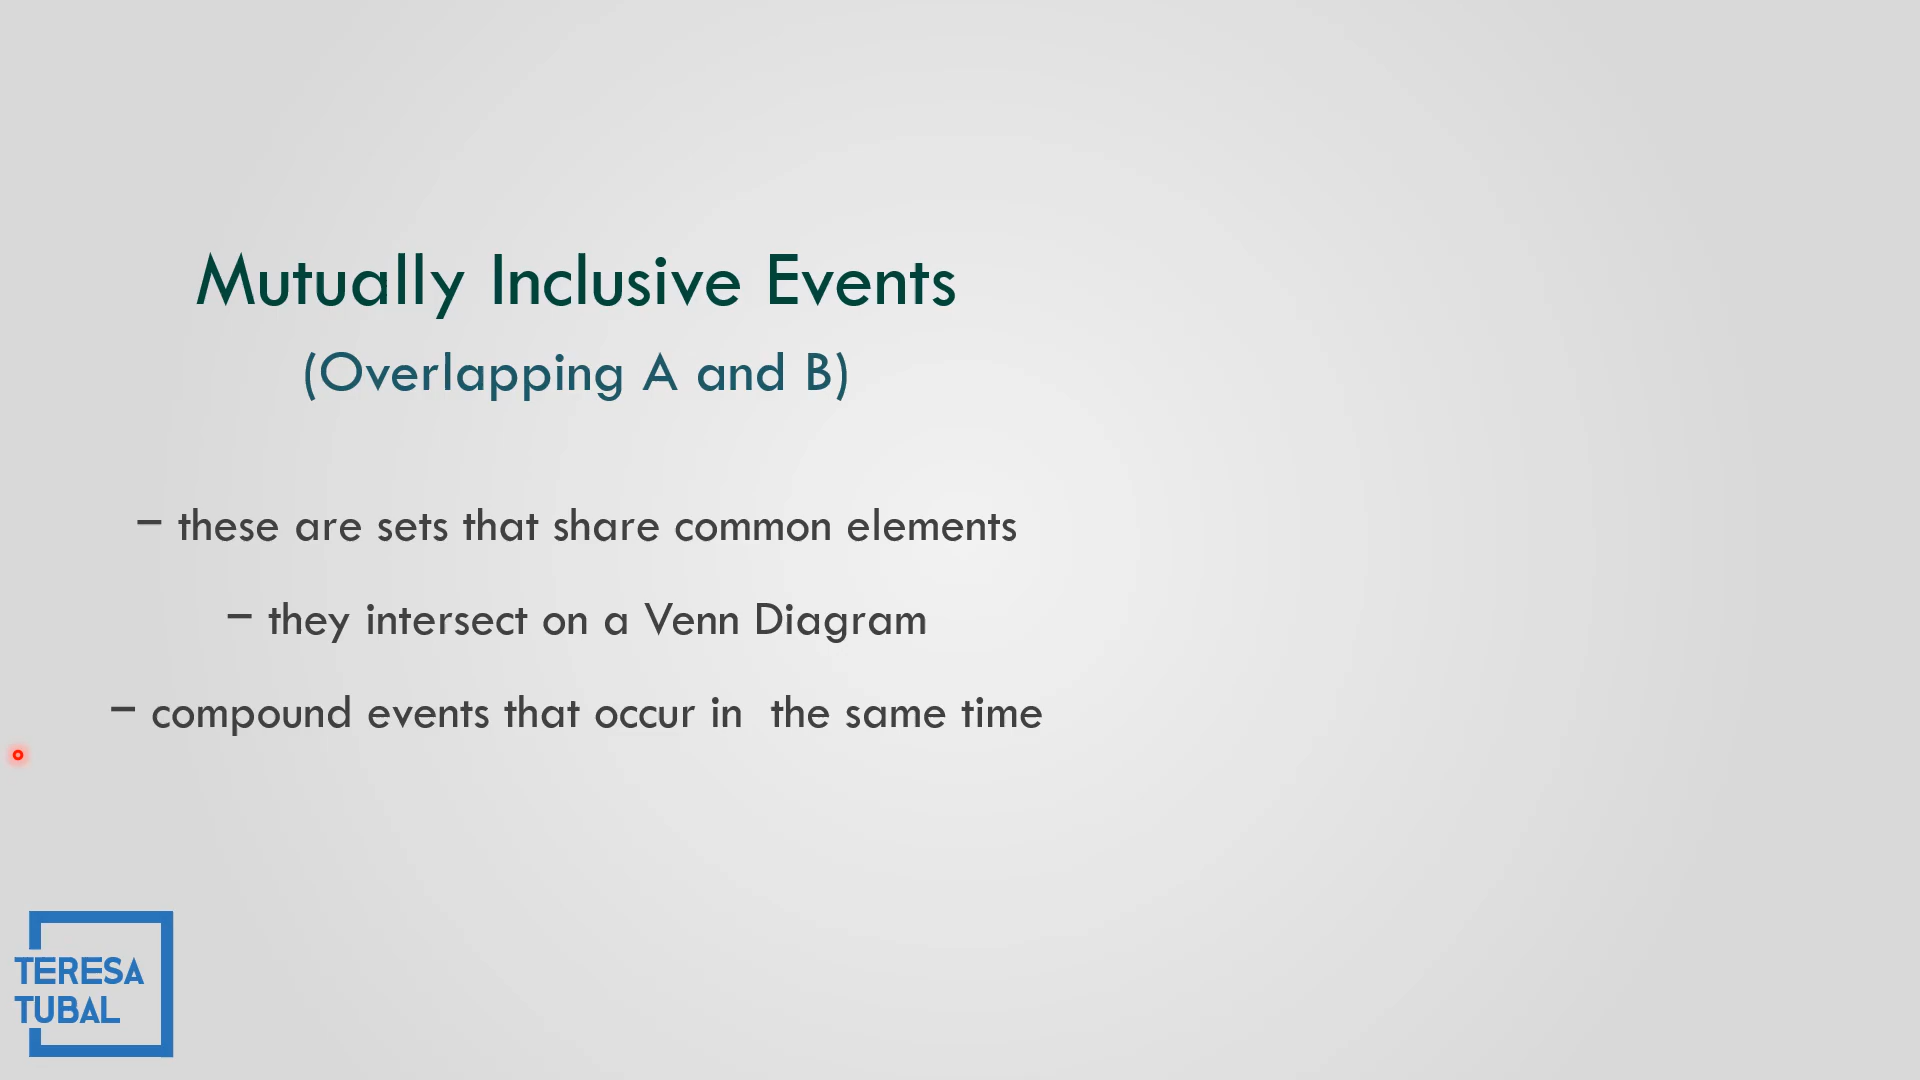 Mutually Inclusive Events
(Overlapping A and B)
– these are sets that share common elements
– they intersect on a Venn Diagram
– compound events that occur in  the same time
TERESA
TUBAL